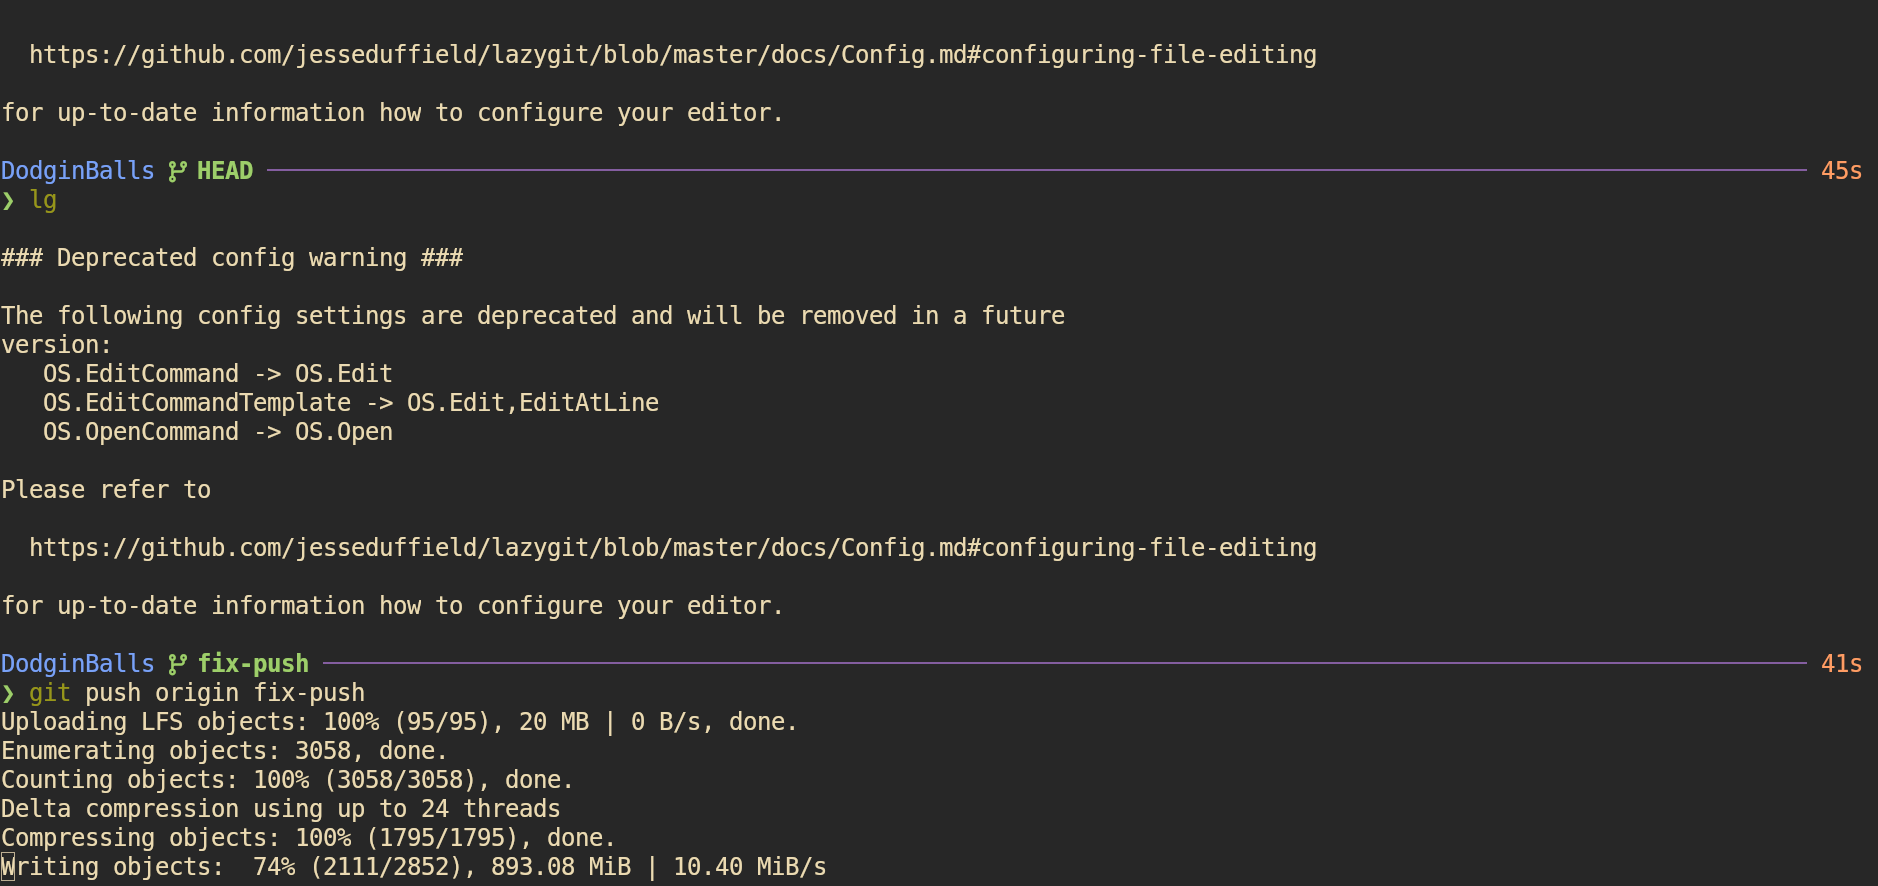 https://github.com/jesseduffield/lazygit/blob/master/docs/Config.md#configuring-file-editing
for up-to-date information how to configure your editor.
DodginBalls HEAD 45s
❯ lg
### Deprecated config warning ###
The following config settings are deprecated and will be removed in a future
version:
OS.EditCommand -> OS.Edit
OS.EditCommandTemplate -> OS.Edit,EditAtLine
OS.OpenCommand -> OS.Open
Please refer to
https://github.com/jesseduffield/lazygit/blob/master/docs/Config.md#configuring-file-editing
for up-to-date information how to configure your editor.
DodginBalls fix-push 41s
❯ git push origin fix-push
Uploading LFS objects: 100% (95/95), 20 MB | 0 B/s, done.
Enumerating objects: 3058, done.
Counting objects: 100% (3058/3058), done.
Delta compression using up to 24 threads
Compressing objects: 100% (1795/1795), done.
Writing objects:  74% (2111/2852), 893.08 MiB | 10.40 MiB/s